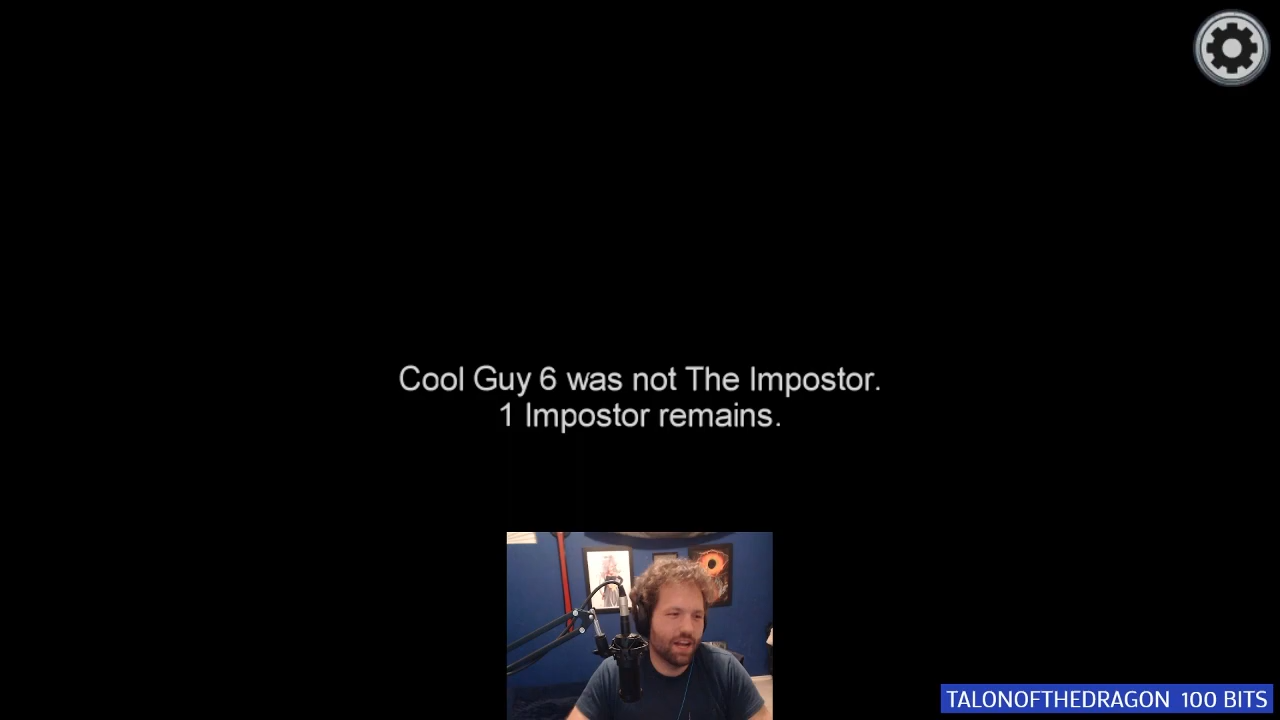 Cool Guy 6 was not The Impostor.
1 Impostor remains.
TALONOFTHEDRAGON 100 BITS